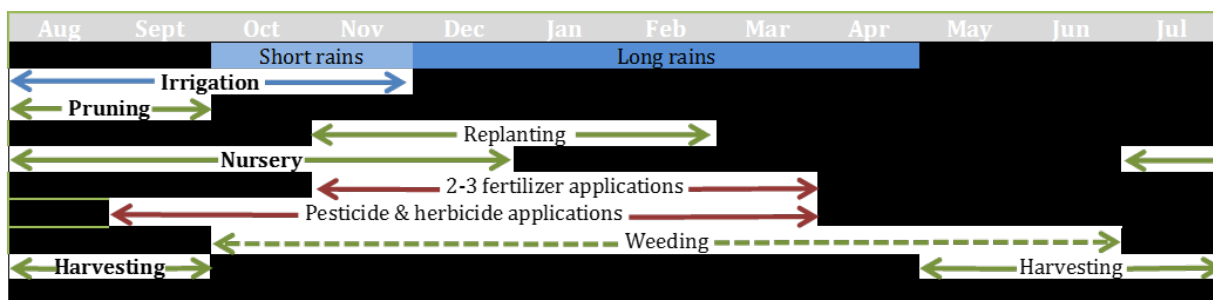 Aug Sept Oct Nov Dec Jan Feb Mar Apr May Jun Jul
Short rains Long rains
Irrigation
Pruning
Replanting
Nursery
2-3 fertilizer applications
Pesticide & herbicide applications
Weeding
Harvesting Harvesting